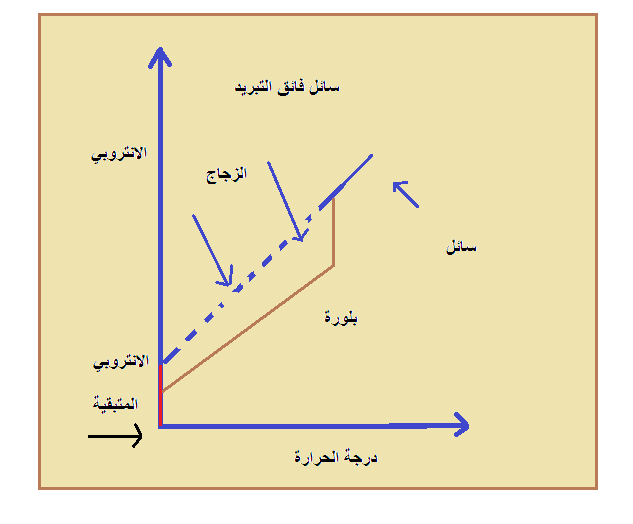 سائل فائق التبريد
الانتروبي
الزجاج
سائل
بلورة
الانتروبي
المتبقية
درجة الحرارة